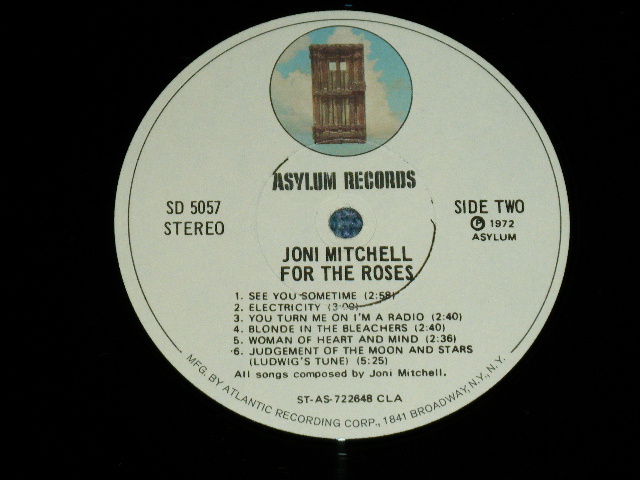 ASYLUM RECORDS
SD 5057
STEREO
SIDE TWO
℗ 1972
ASYLUM
JONI MITCHELL
FOR THE ROSES
1. SEE YOU SOMETIME (2:58)
2. ELECTRICITY (3:00)
3. YOU TURN ME ON I'M A RADIO (2:40)
4. BLONDE IN THE BLEACHERS (2:40)
5. WOMAN OF HEART AND MIND (2:36)
6. JUDGEMENT OF THE MOON AND STARS
(LUDWIG'S TUNE) (5:25)
All songs composed by Joni Mitchell.
ST-AS-722648 CLA
MFG. BY ATLANTIC RECORDING CORP., 1841 BROADWAY, N.Y., N.Y.